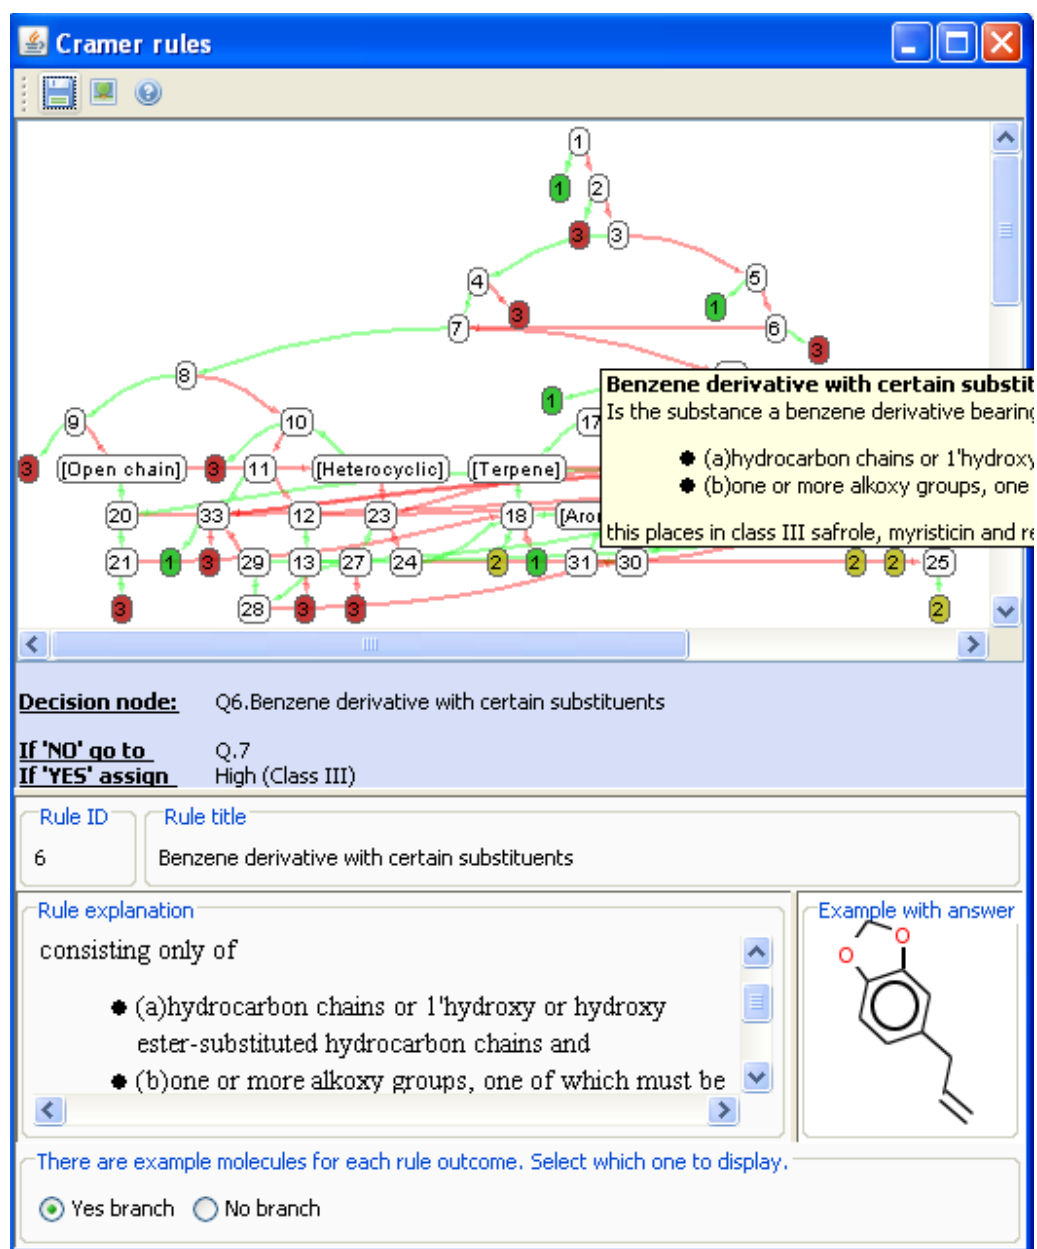 Cramer rules
1
1 2
3 3
4 5
3 1
7 6
3
8
1
9 10 17
3 [Open chain] 3 11 [Heterocyclic] [Terpene]
20 33 12 23 18 [Aro
21 1 3 29 13 27 24 2 1 31 30 2 2 25
3 28 3 3 2
Benzene derivative with certain substit
Is the substance a benzene derivative bearing
(a)hydrocarbon chains or 1'hydroxy
(b)one or more alkoxy groups, one
this places in class III safrole, myristicin and re
Decision node: Q6.Benzene derivative with certain substituents
If 'NO' go to Q.7
If 'YES' assign High (Class III)
Rule ID
6
Rule title
Benzene derivative with certain substituents
Rule explanation
consisting only of
(a)hydrocarbon chains or 1'hydroxy or hydroxy
ester-substituted hydrocarbon chains and
(b)one or more alkoxy groups, one of which must be
Example with answer
O
O
There are example molecules for each rule outcome. Select which one to display.
Yes branch No branch